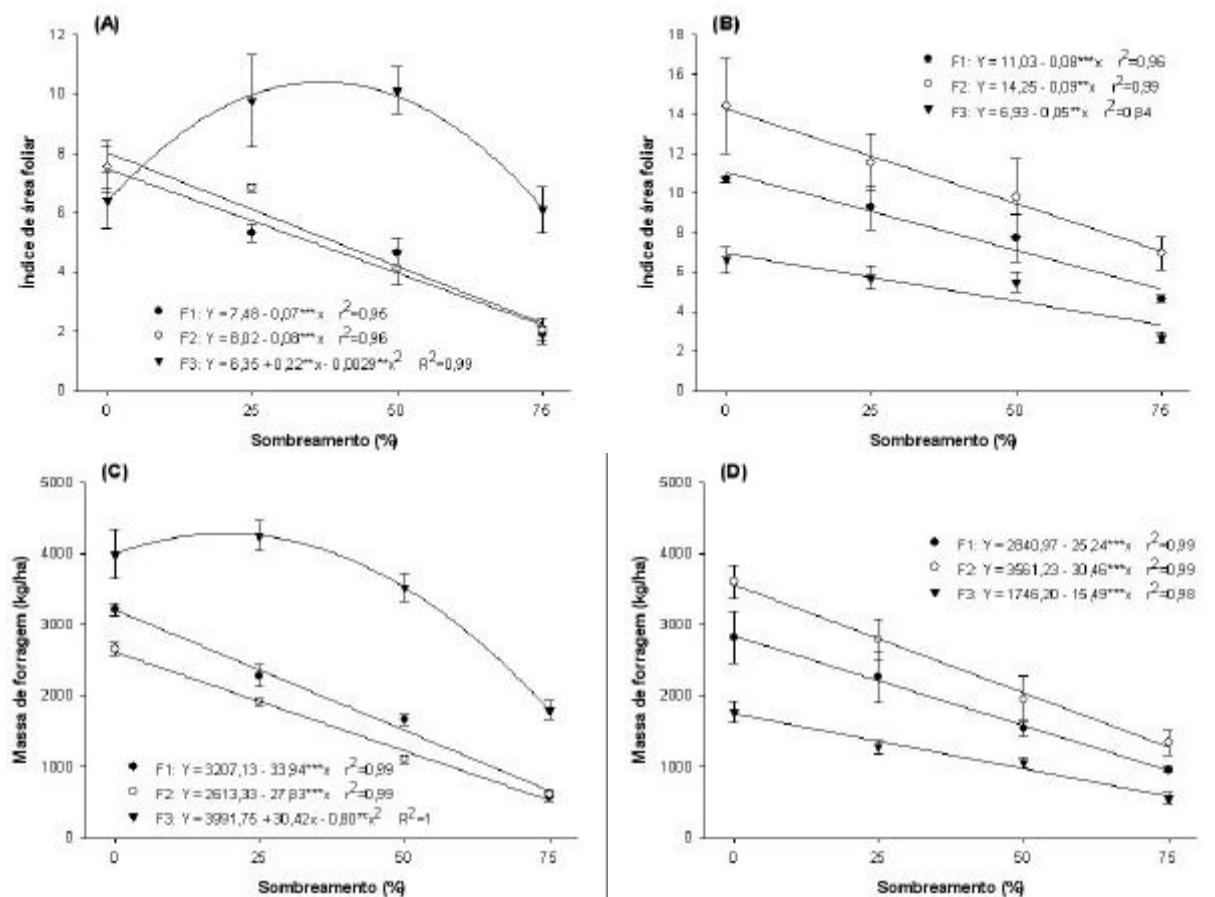 (A)
Índice de área foliar
12
10
8
6
4
2
0
F1: Y = 7,48 - 0,07***x r²=0,95
F2: Y = 8,02 - 0,08***x r²=0,96
F3: Y = 6,35 + 0,22**x - 0,0029**x² R²=0,99
0 25 50 75
Sombreamento (%)
(B)
Índice de área foliar
18
16
14
12
10
8
6
4
2
0
F1: Y = 11,03 - 0,08***x r²=0,96
F2: Y = 14,25 - 0,09**x r²=0,99
F3: Y = 6,93 - 0,05**x r²=0,84
0 25 50 75
Sombreamento (%)
(C)
Massa de forragem (kg/ha)
5000
4000
3000
2000
1000
0
F1: Y = 3207,13 - 33,94***x r²=0,99
F2: Y = 2613,33 - 27,83***x r²=0,99
F3: Y = 3991,75 + 30,42x - 0,80**x² R²=1
0 25 50 75
Sombreamento (%)
(D)
Massa de forragem (kg/ha)
5000
4000
3000
2000
1000
0
F1: Y = 2840,97 - 25,24***x r²=0,99
F2: Y = 3561,23 - 30,46***x r²=0,99
F3: Y = 1746,20 - 15,49***x r²=0,98
0 25 50 75
Sombreamento (%)